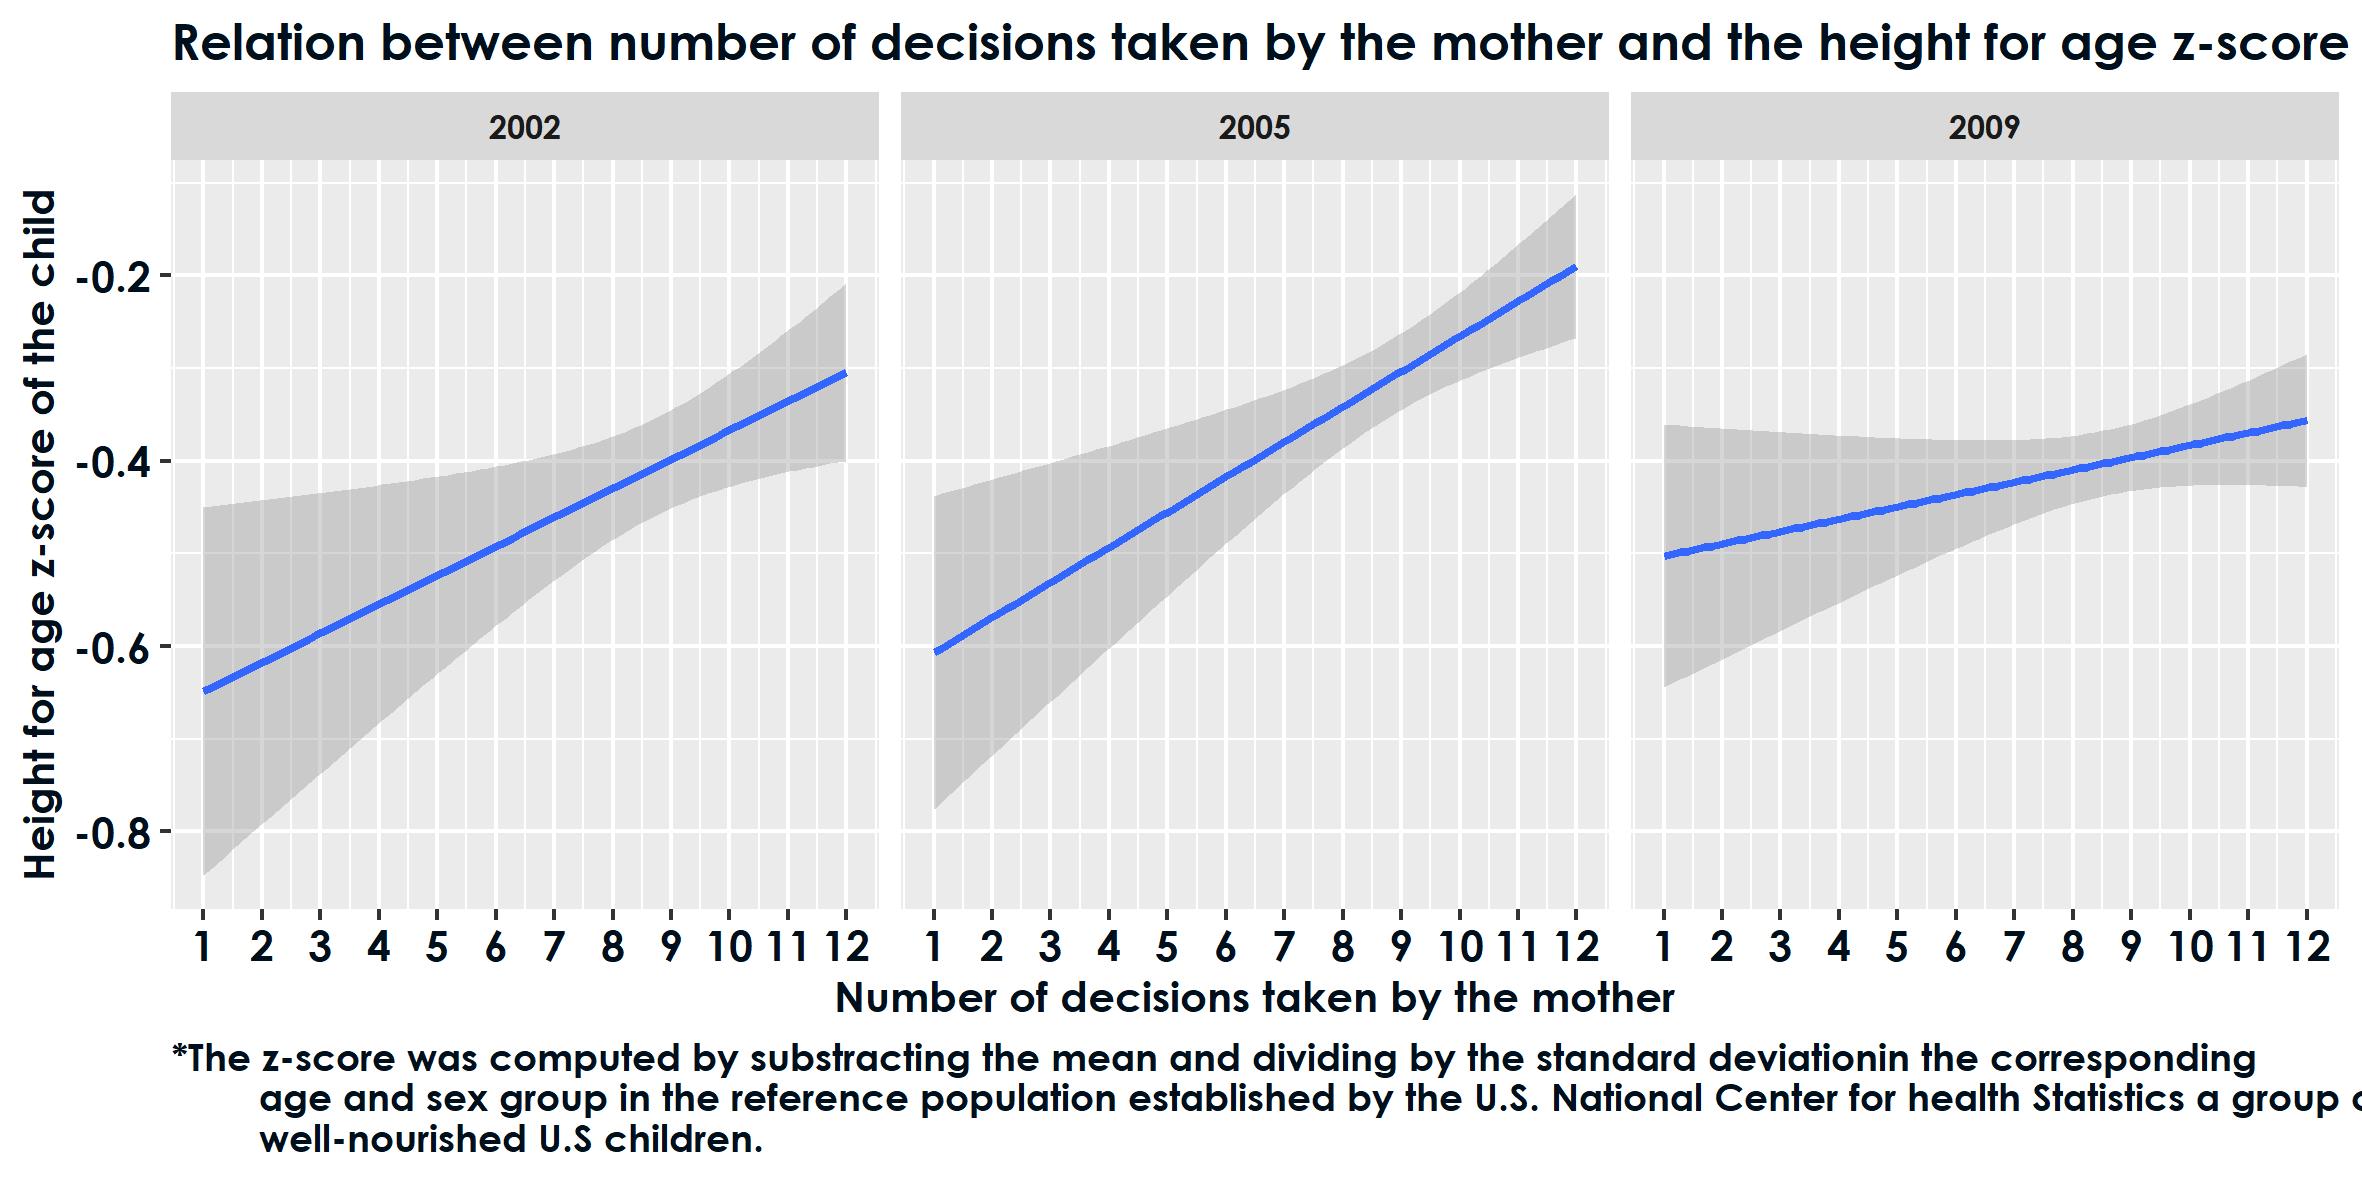 Relation between number of decisions taken by the mother and the height for age z-score
2002 2005 2009
Height for age z-score of the child
-0.2
-0.4
-0.6
-0.8
1 2 3 4 5 6 7 8 9 10 11 12 1 2 3 4 5 6 7 8 9 10 11 12 1 2 3 4 5 6 7 8 9 10 11 12
Number of decisions taken by the mother
*The z-score was computed by substracting the mean and dividing by the standard deviationin the corresponding
age and sex group in the reference population established by the U.S. National Center for health Statistics a group
well-nourished U.S children.